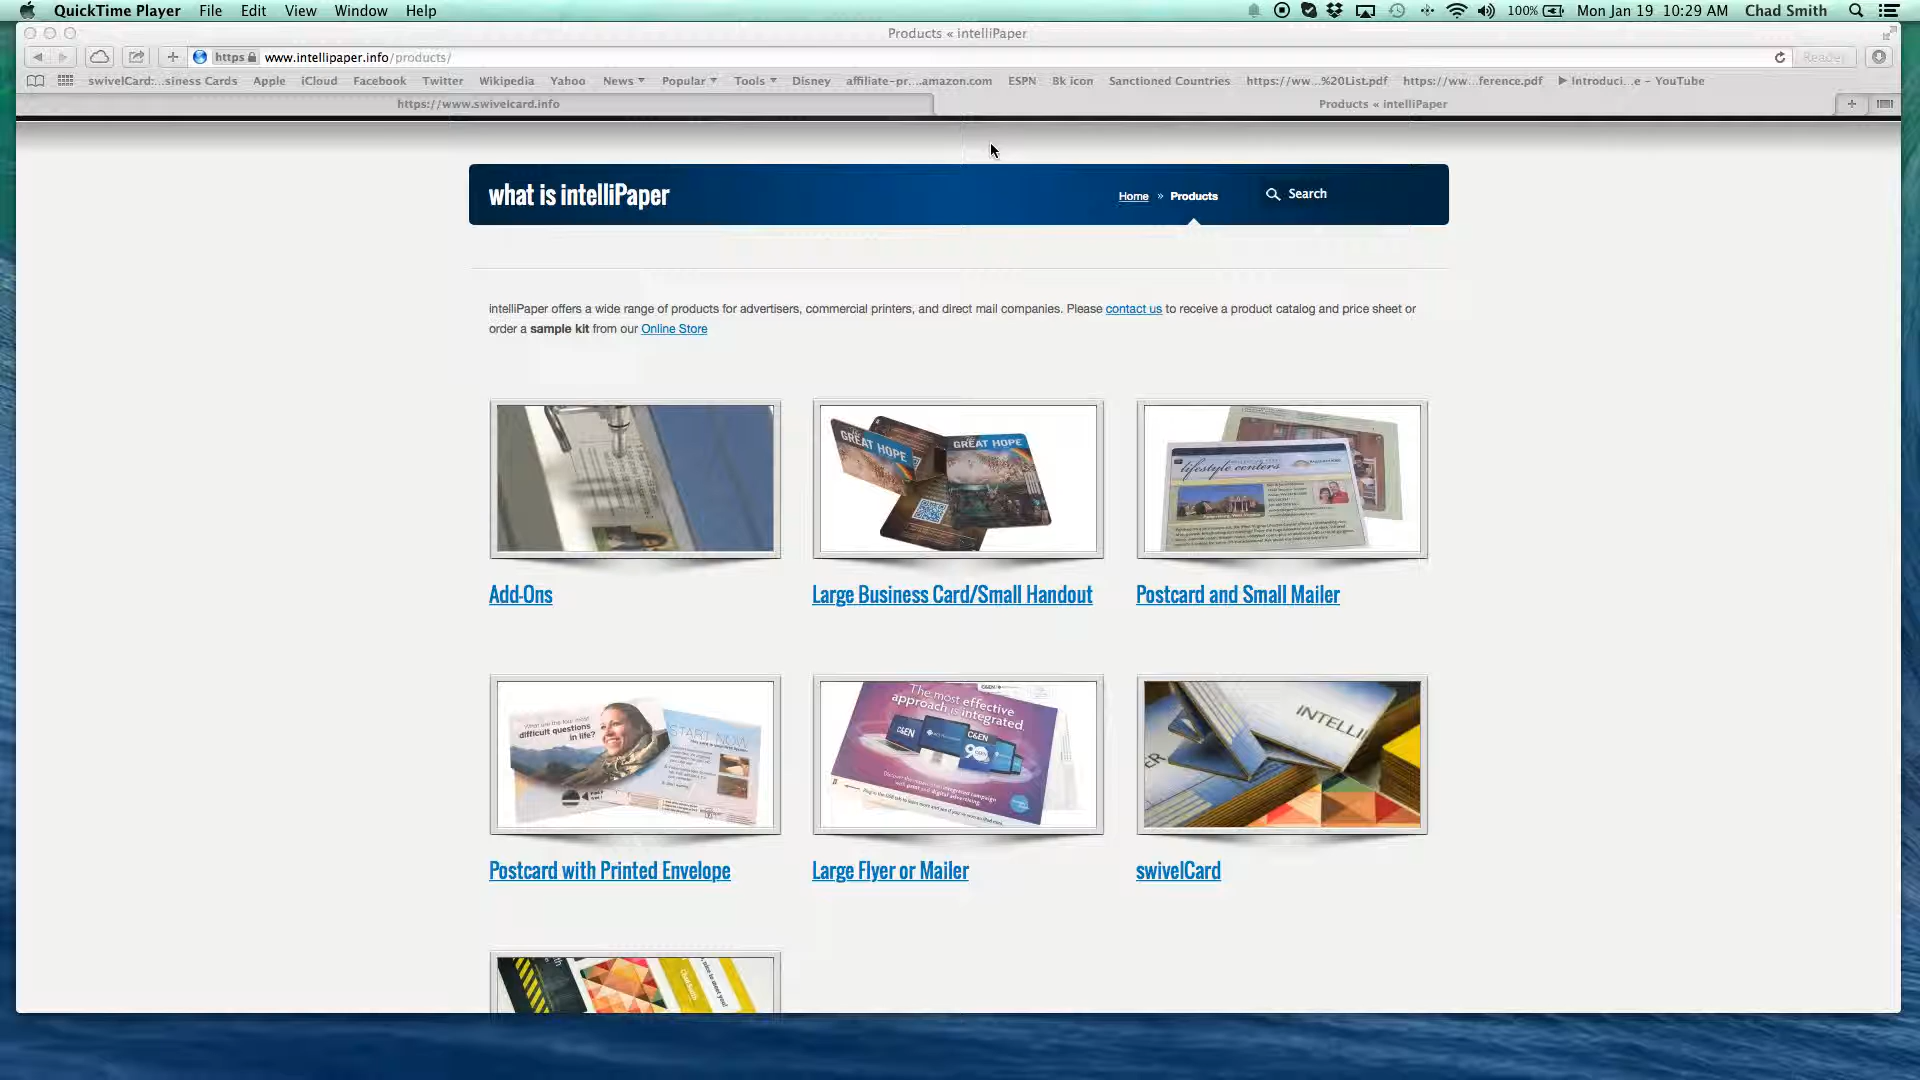 QuickTime Player File Edit View Window Help 100% Mon Jan 19 10:29 AM Chad Smith
Products « intelliPaper
https www.intellipaper.info/products/ Reader
swivelCard:...siness Cards Apple iCloud Facebook Twitter Wikipedia Yahoo News Popular Tools Disney affiliate-pr....amazon.com ESPN Bk icon Sanctioned Countries https://ww...%20List.pdf https://ww...ference.pdf Introduci...e - YouTube
https://www.swivelcard.info Products « intelliPaper
what is intelliPaper Home » Products Search
intelliPaper offers a wide range of products for advertisers, commercial printers, and direct mail companies. Please contact us to receive a product catalog and price sheet or
order a sample kit from our Online Store
GREAT HOPE
GREAT HOPE
lifestyle centers
Add-Ons Large Business Card/Small Handout Postcard and Small Mailer
What are the four most
difficult questions
in life?
START NOW
The most effective
approach is integrated.
C&EN
C&EN
INTELLI
Postcard with Printed Envelope Large Flyer or Mailer swivelCard